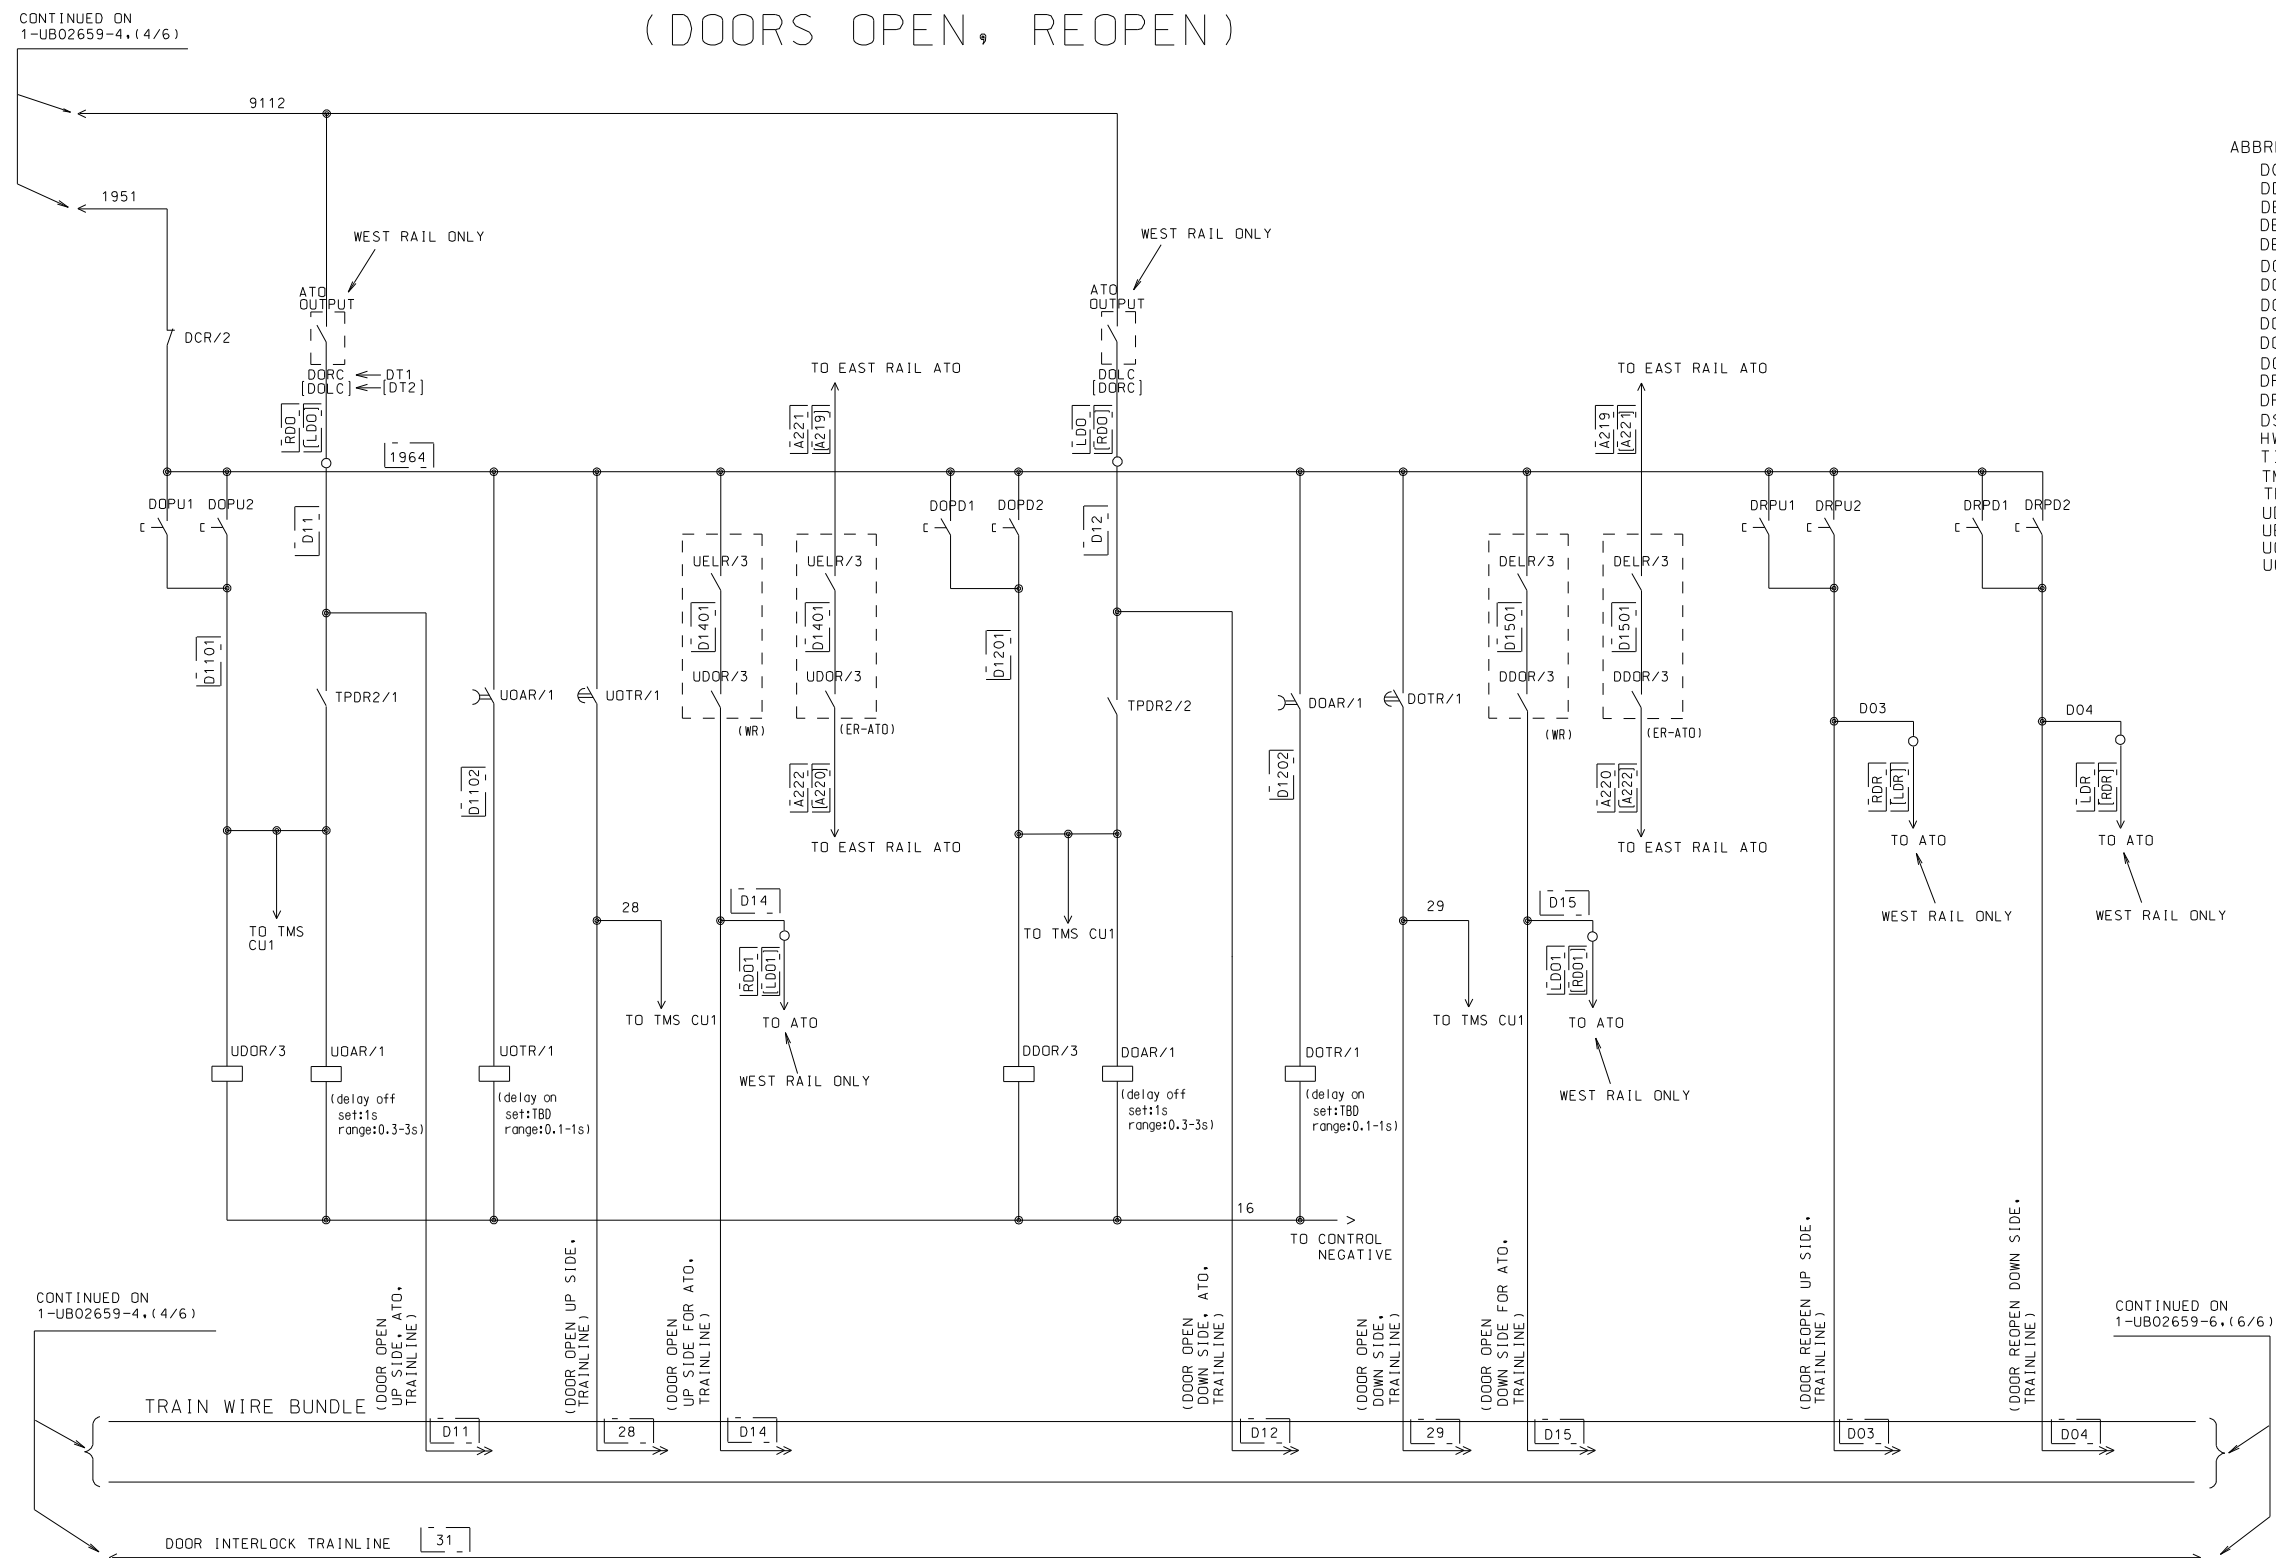 (DOORS OPEN, REOPEN)
CONTINUED ON
1-UB02659-4,(4/6)
9112
1951
WEST RAIL ONLY
WEST RAIL ONLY
ATO
OUTPUT
ATO
OUTPUT
DCR/2
DORC
DT1
[DOLC]
[DT2]
DOLC
[DORC]
TO EAST RAIL ATO
TO EAST RAIL ATO
RDO
[LDO]
1964
A221
[A219]
LDO
[RDO]
A219
[A221]
DOPU1
DOPU2
D11
DOPD1
DOPD2
D12
DRPU1
DRPU2
DRPD1
DRPD2
UELR/3
UELR/3
DELR/3
DELR/3
D1101
D1401
D1401
D1201
D1501
D1501
UDOR/3
UDOR/3
DDOR/3
DDOR/3
TPDR2/1
UOAR/1
UOTR/1
TPDR2/2
DOAR/1
DOTR/1
(WR)
(ER-ATO)
(WR)
(ER-ATO)
D03
D04
D1102
A222
[A220]
D1202
A220
[A222]
RDR
[LDR]
LDR
[RDR]
TO EAST RAIL ATO
TO EAST RAIL ATO
TO ATO
TO ATO
WEST RAIL ONLY
WEST RAIL ONLY
TO TMS
CU1
28
D14
TO TMS CU1
29
D15
RDO1
[LDO1]
LDO1
[RDO1]
TO TMS CU1
TO ATO
TO TMS CU1
TO ATO
WEST RAIL ONLY
WEST RAIL ONLY
UDOR/3
UOAR/1
UOTR/1
DDOR/3
DOAR/1
DOTR/1
(delay off
set:1s
range:0.3-3s)
(delay on
set:TBD
range:0.1-1s)
(delay off
set:1s
range:0.3-3s)
(delay on
set:TBD
range:0.1-1s)
16
TO CONTROL
NEGATIVE
CONTINUED ON
1-UB02659-4,(4/6)
(DOOR OPEN
UP SIDE, ATO,
TRAINLINE)
(DOOR OPEN UP SIDE,
TRAINLINE)
(DOOR OPEN
UP SIDE FOR ATO,
TRAINLINE)
(DOOR OPEN
DOWN SIDE, ATO,
TRAINLINE)
(DOOR OPEN
DOWN SIDE,
TRAINLINE)
(DOOR OPEN
DOWN SIDE FOR ATO,
TRAINLINE)
(DOOR REOPEN UP SIDE,
TRAINLINE)
(DOOR REOPEN DOWN SIDE,
TRAINLINE)
CONTINUED ON
1-UB02659-6,(6/6)
TRAIN WIRE BUNDLE
D11
28
D14
D12
29
D15
D03
D04
DOOR INTERLOCK TRAINLINE
31